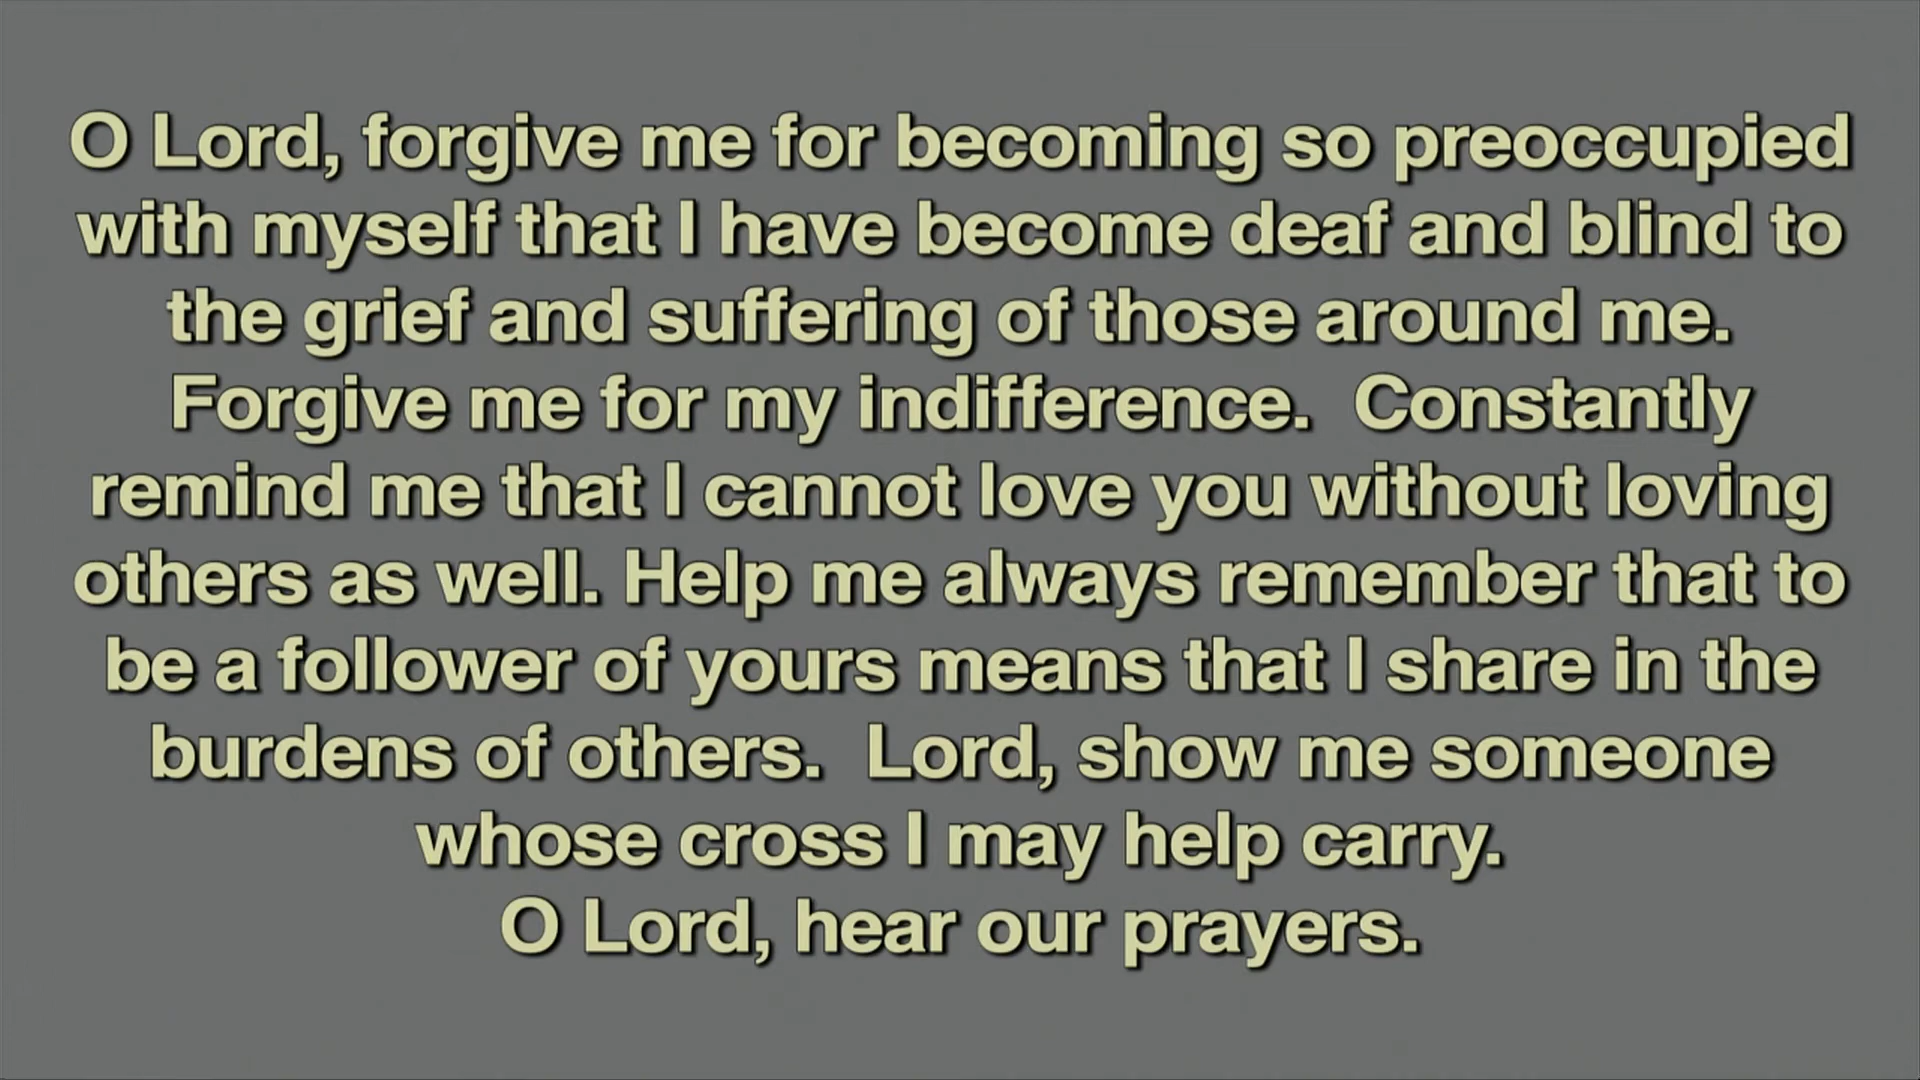 O Lord, forgive me for becoming so preoccupied
with myself that I have become deaf and blind to
the grief and suffering of those around me.
Forgive me for my indifference.  Constantly
remind me that I cannot love you without loving
others as well. Help me always remember that to
be a follower of yours means that I share in the
burdens of others.  Lord, show me someone
whose cross I may help carry.
O Lord, hear our prayers.